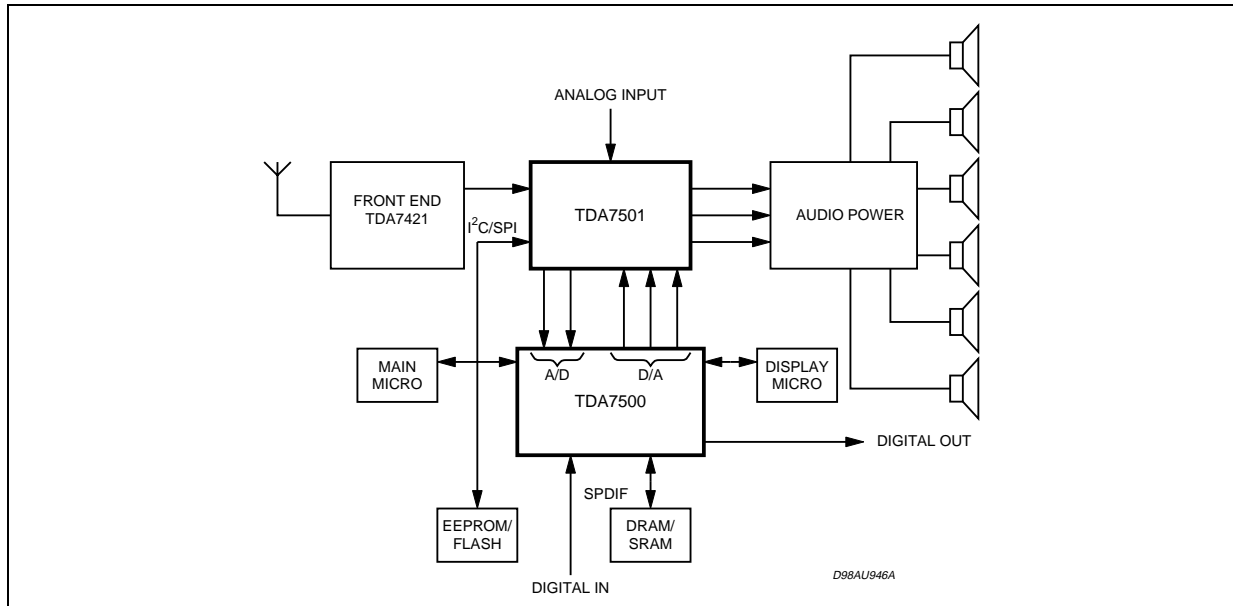 ANALOG INPUT
FRONT END
TDA7421
I²C/SPI
TDA7501
AUDIO POWER
MAIN
MICRO
A/D
D/A
TDA7500
DISPLAY
MICRO
DIGITAL OUT
SPDIF
EEPROM/
FLASH
DRAM/
SRAM
DIGITAL IN
D98AU946A